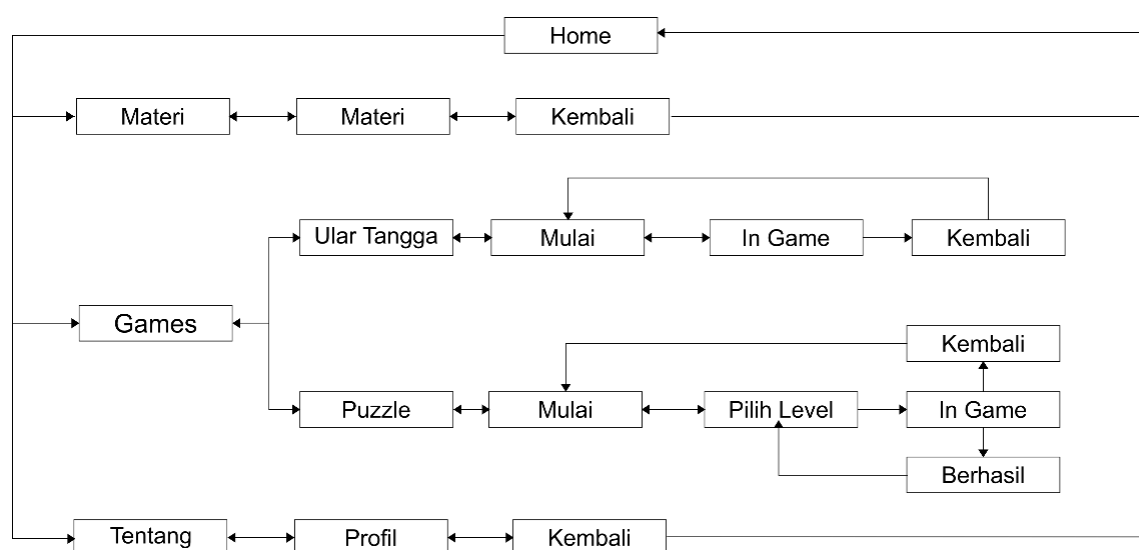 Home
Materi
Materi
Kembali
Ular Tangga
Mulai
In Game
Kembali
Games
Kembali
Puzzle
Mulai
Pilih Level
In Game
Berhasil
Tentang
Profil
Kembali